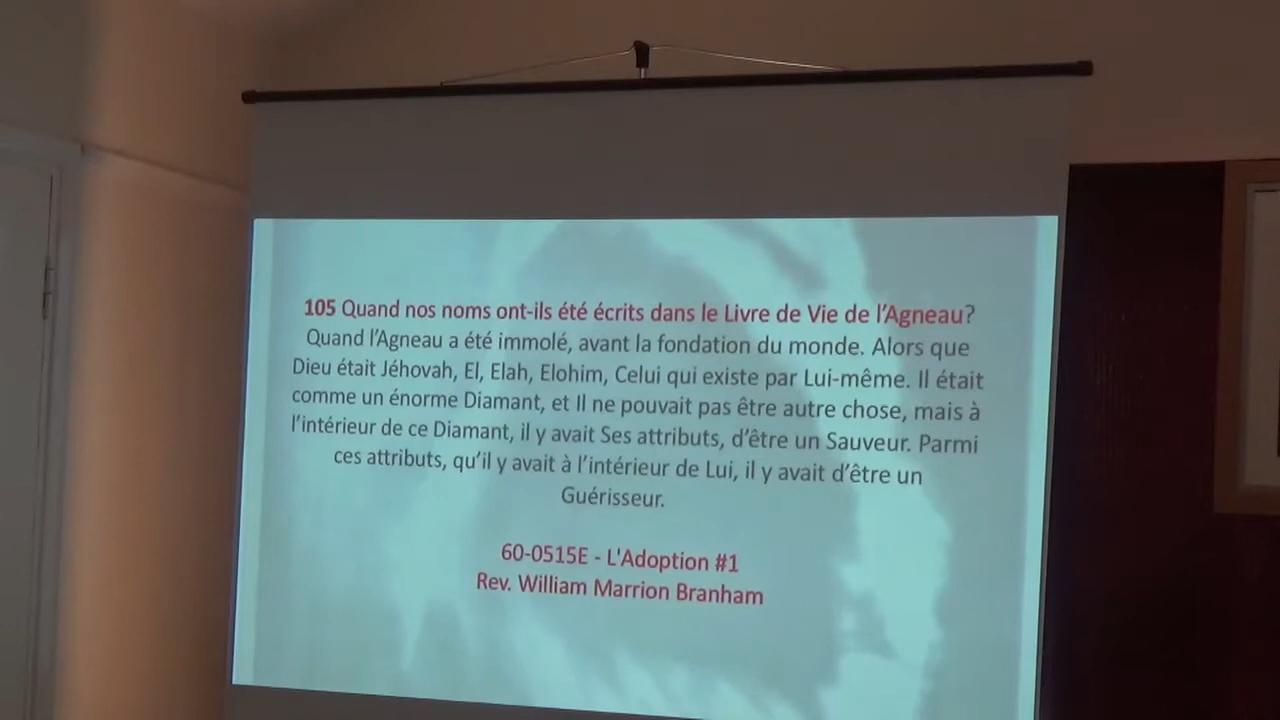 105 Quand nos noms ont-ils été écrits dans le Livre de Vie de l'Agneau?
Quand l'Agneau a été immolé, avant la fondation du monde. Alors que
Dieu était Jéhovah, El, Elah, Elohim, Celui qui existe par Lui-même. Il était
comme un énorme Diamant, et Il ne pouvait pas être autre chose, mais à
l'intérieur de ce Diamant, il y avait Ses attributs, d'être un Sauveur. Parmi
ces attributs, qu'il y avait à l'intérieur de Lui, il y avait d'être un
Guérisseur.
60-0515E - L'Adoption #1
Rev. William Marrion Branham